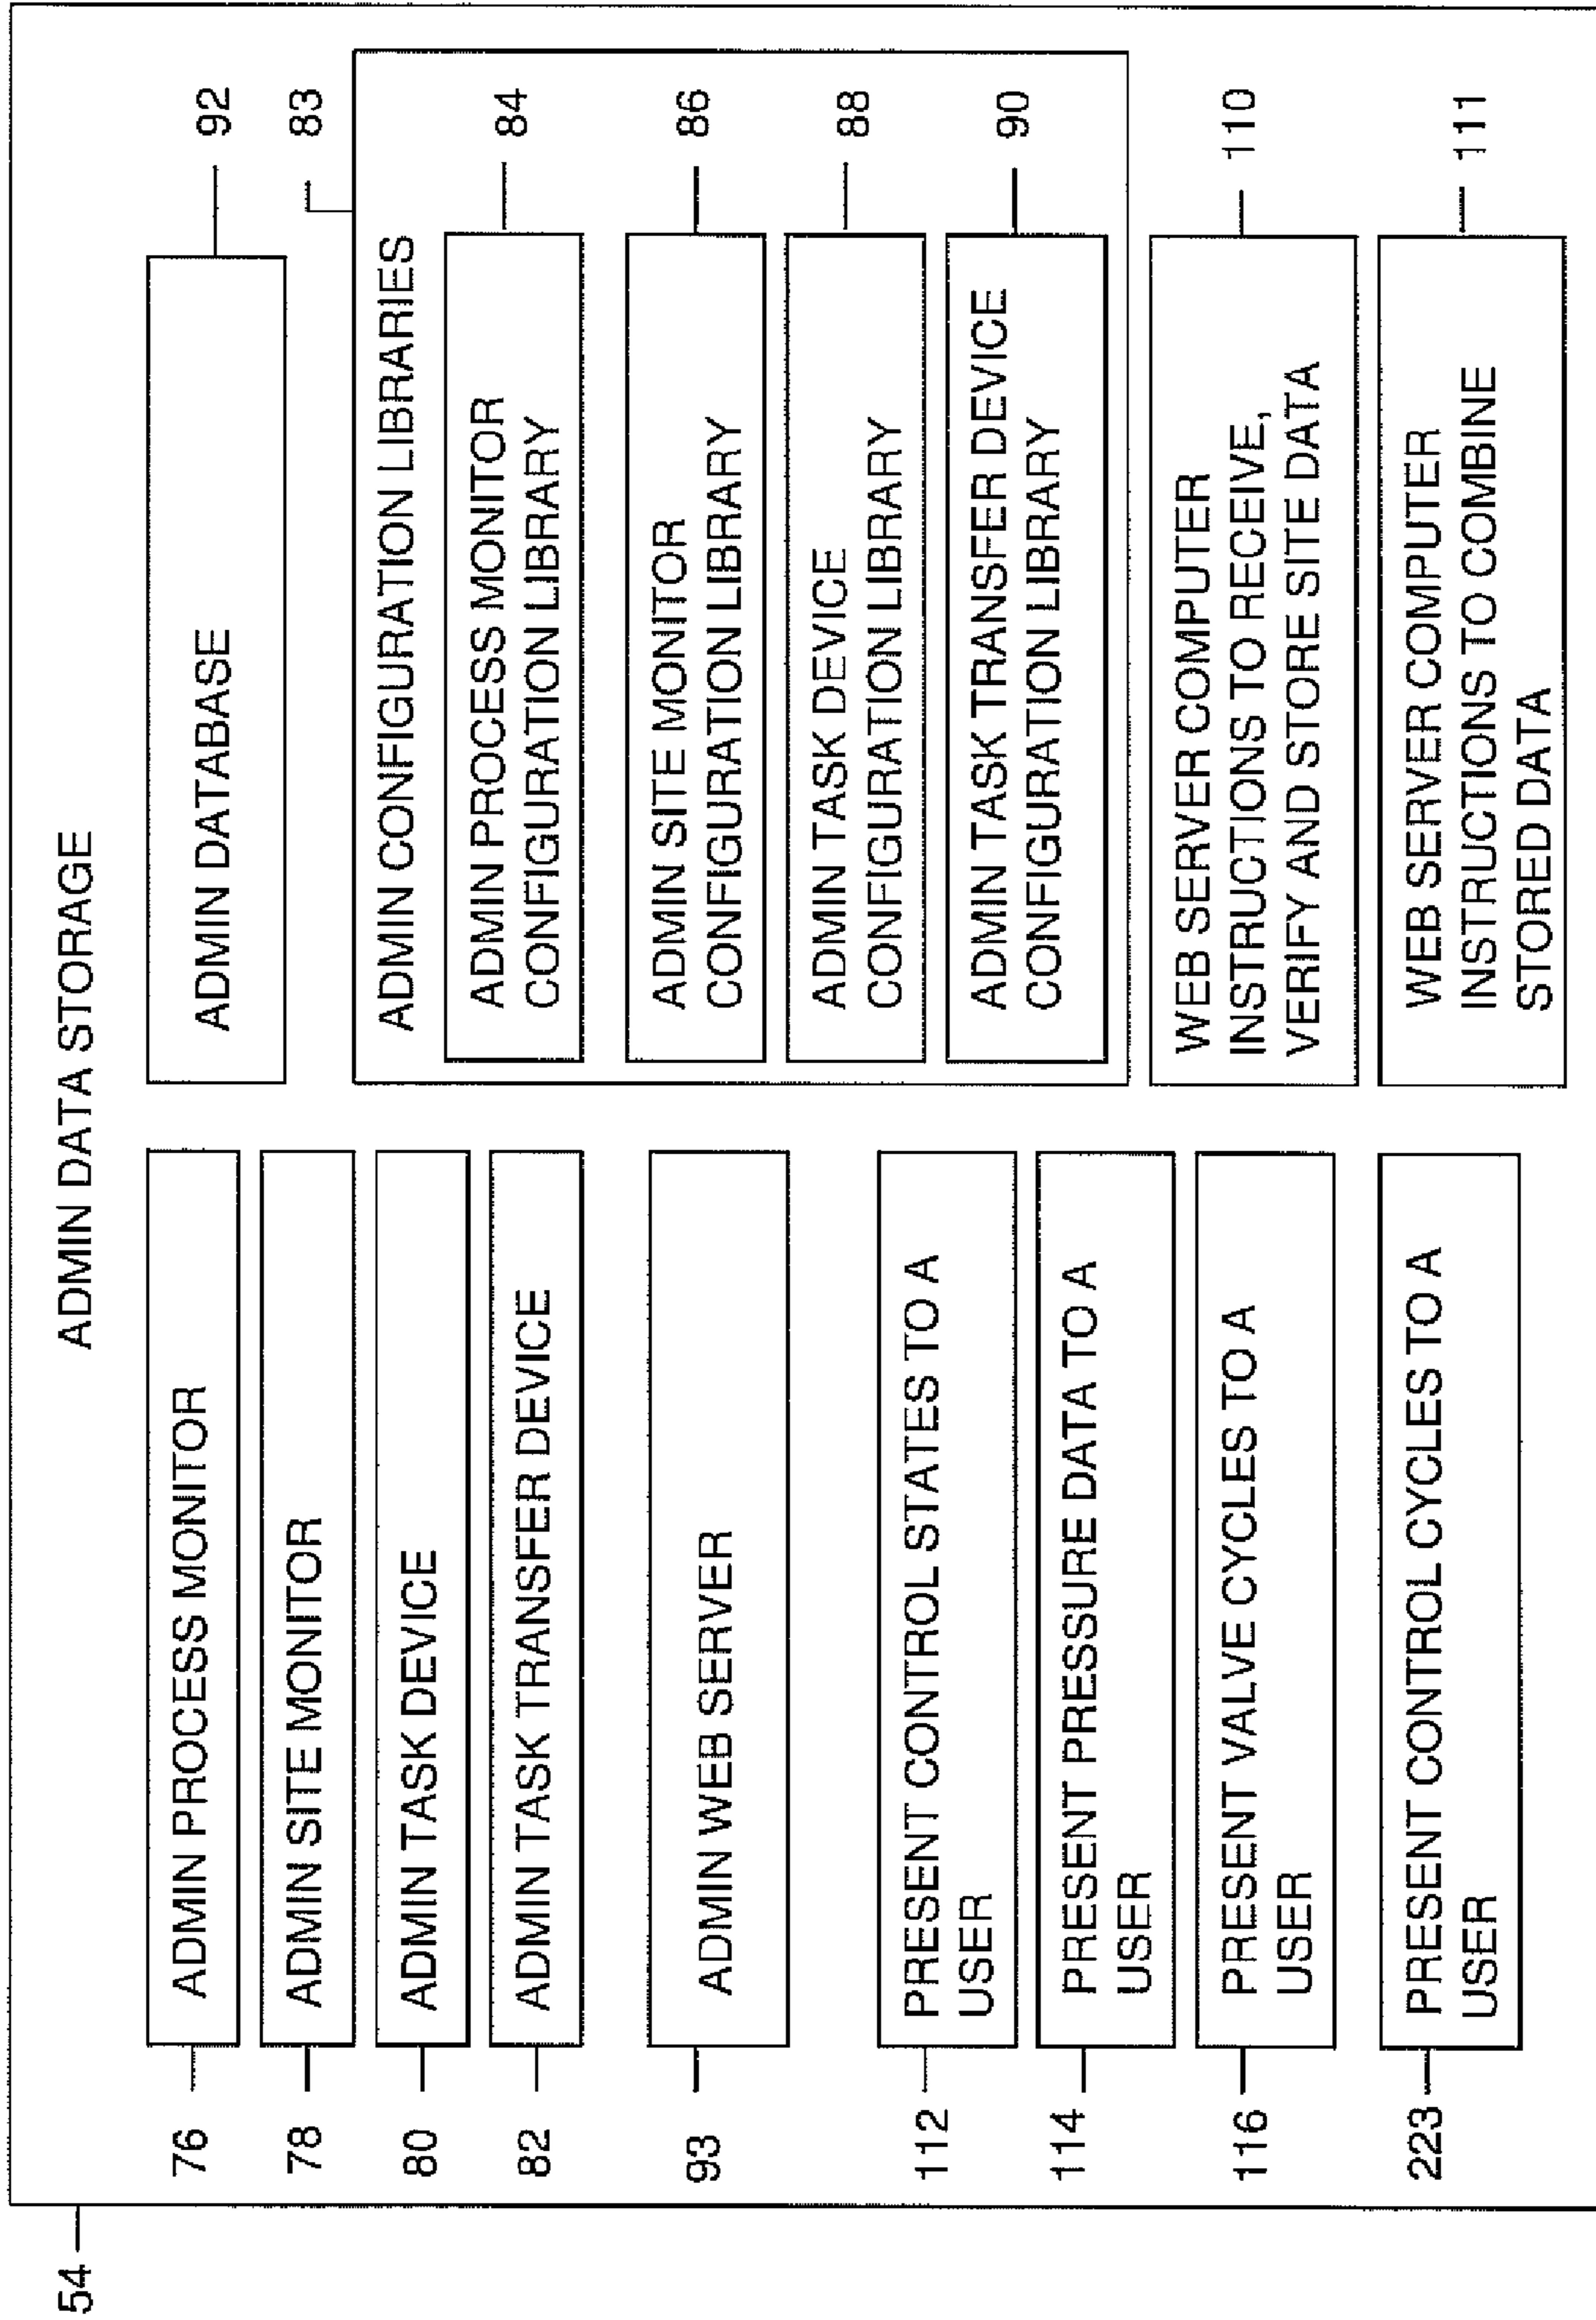 54
ADMIN DATA STORAGE
76
ADMIN PROCESS MONITOR
78
ADMIN SITE MONITOR
80
ADMIN TASK DEVICE
82
ADMIN TASK TRANSFER DEVICE
93
ADMIN WEB SERVER
112
PRESENT CONTROL STATES TO A
USER
114
PRESENT PRESSURE DATA TO A
USER
116
PRESENT VALVE CYCLES TO A
USER
223
PRESENT CONTROL CYCLES TO A
USER
ADMIN DATABASE
92
83
ADMIN CONFIGURATION LIBRARIES
ADMIN PROCESS MONITOR
CONFIGURATION LIBRARY
84
ADMIN SITE MONITOR
CONFIGURATION LIBRARY
86
ADMIN TASK DEVICE
CONFIGURATION LIBRARY
88
ADMIN TASK TRANSFER DEVICE
CONFIGURATION LIBRARY
90
WEB SERVER COMPUTER
INSTRUCTIONS TO RECEIVE,
VERIFY AND STORE SITE DATA
110
WEB SERVER COMPUTER
INSTRUCTIONS TO COMBINE
STORED DATA
111